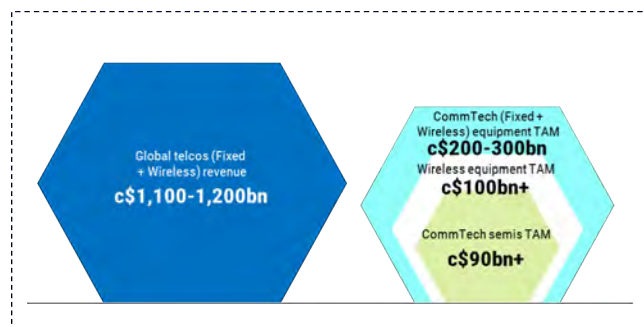 Global telcos (Fixed
+ Wireless) revenue
c$1,100-1,200bn
CommTech (Fixed +
Wireless) equipment TAM
c$200-300bn
Wireless equipment TAM
c$100bn+
CommTech semis TAM
c$90bn+